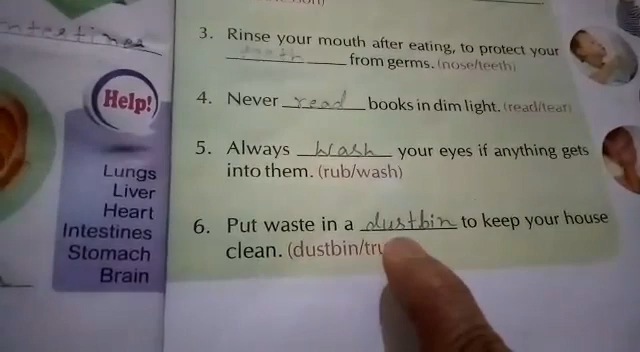 intestines
3. Rinse your mouth after eating, to protect your
teeth from germs. (nose/teeth)
Help!
4. Never read books in dim light. (read/tear)
5. Always wash your eyes if anything gets
into them. (rub/wash)
Lungs
Liver
Heart
Intestines
Stomach
Brain
6. Put waste in a dustbin to keep your house
clean. (dustbin/tru